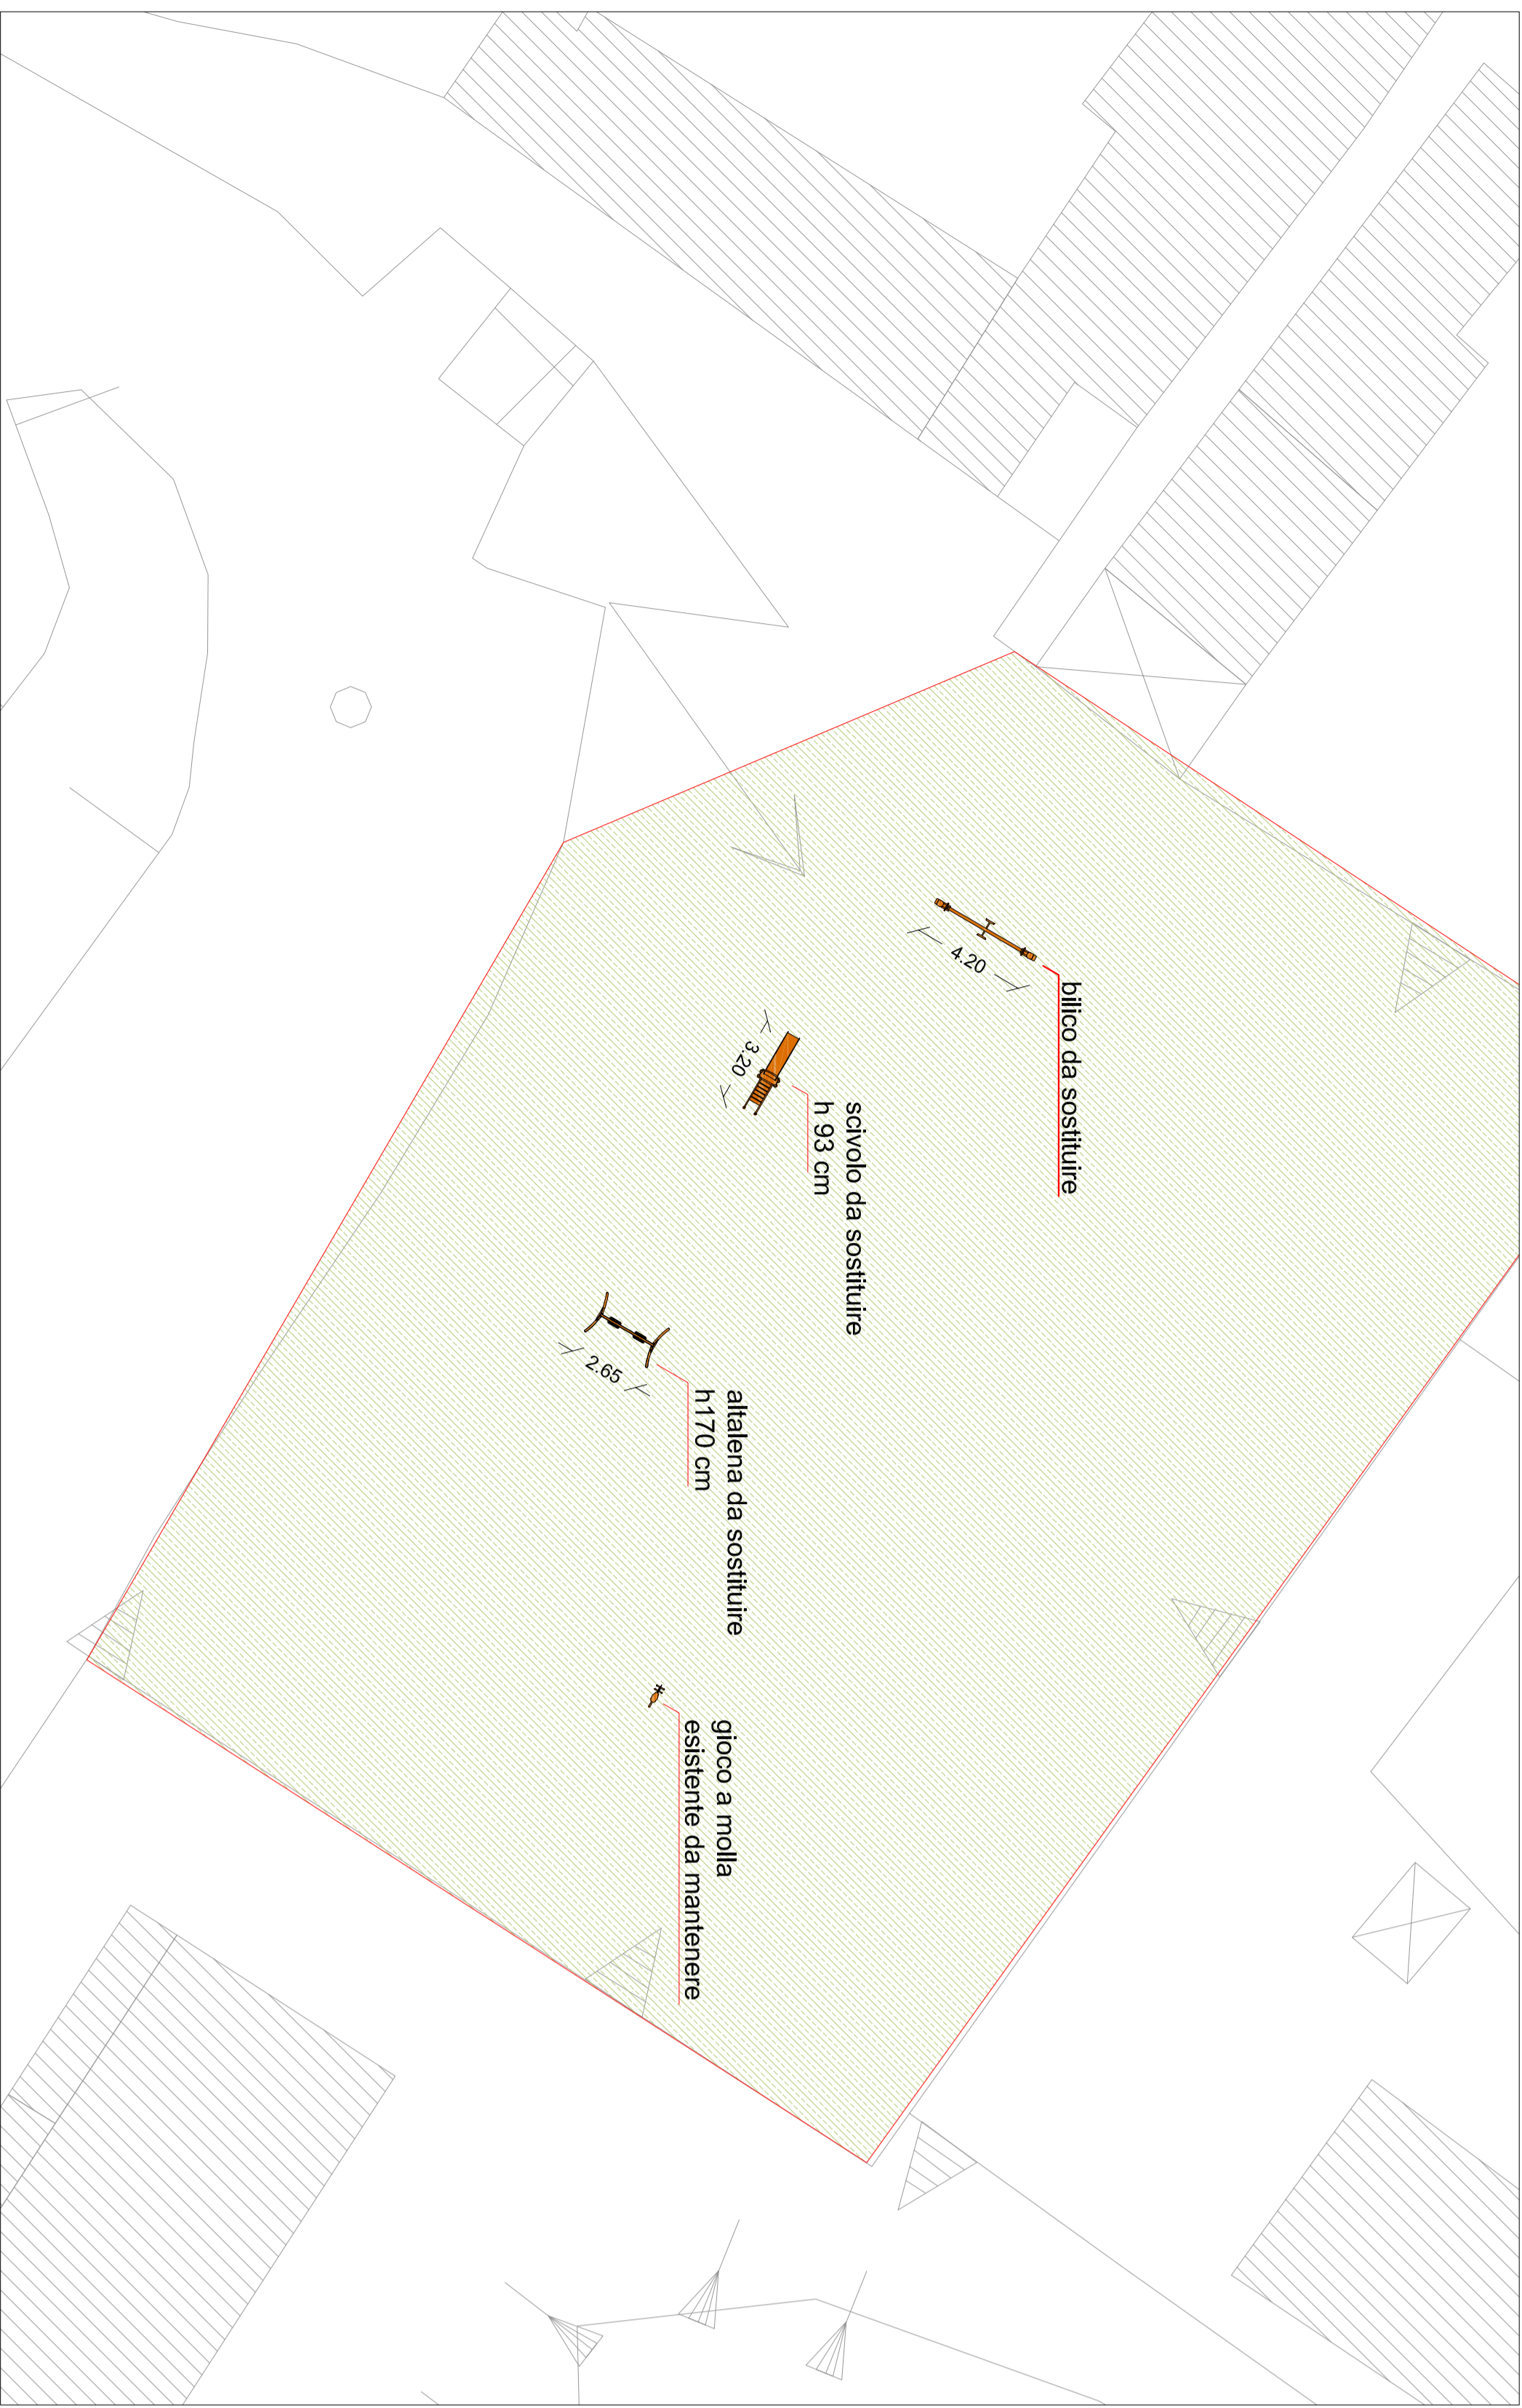 bilico da sostituire
4.20
scivolo da sostituire
h 93 cm
3.20
altalena da sostituire
h170 cm
2.65
gioco a molla
esistente da mantenere